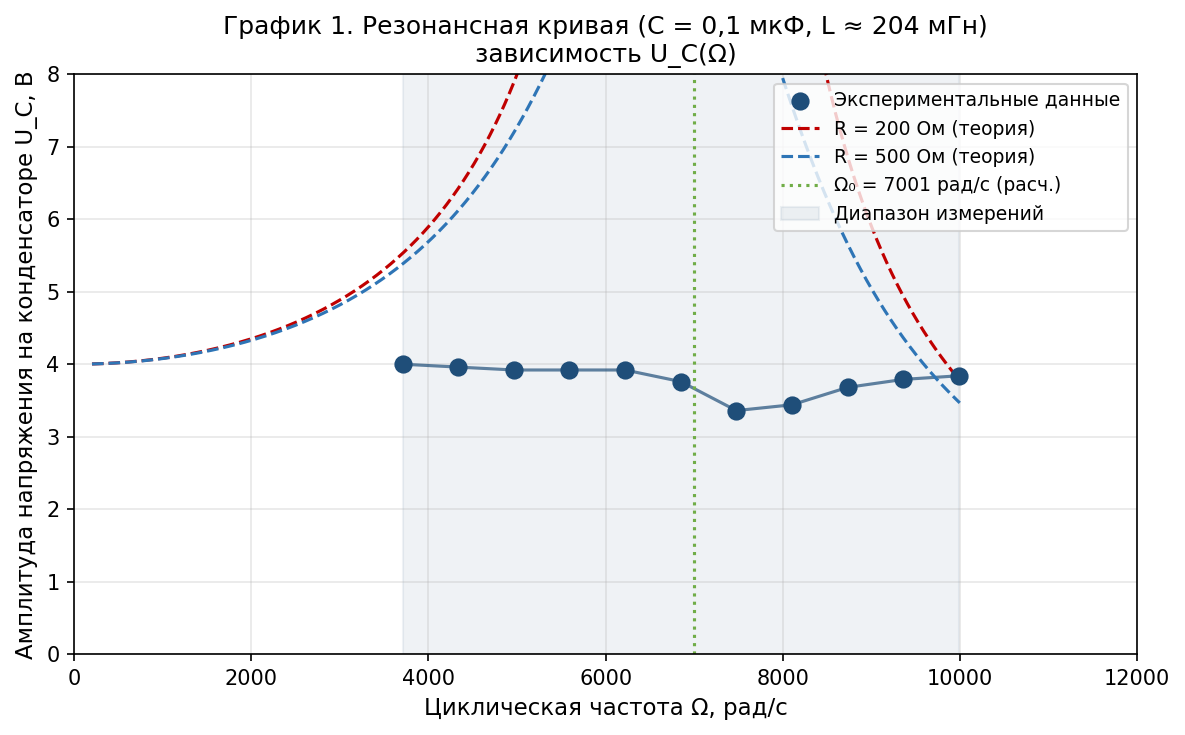 График 1. Резонансная кривая (C = 0,1 мкФ, L ≈ 204 мГн)
зависимость U_C(Ω)
Амплитуда напряжения на конденсаторе U_C, В
8
7
6
5
4
3
2
1
0
Экспериментальные данные
R = 200 Ом (теория)
R = 500 Ом (теория)
Ω₀ = 7001 рад/с (расч.)
Диапазон измерений
0 2000 4000 6000 8000 10000 12000
Циклическая частота Ω, рад/с